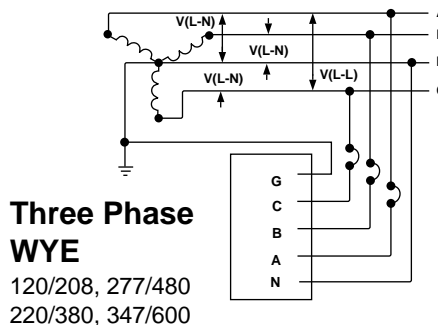 V(L-N)
V(L-N)
V(L-N)
V(L-L)
G
C
B
A
N
Three Phase
WYE
120/208, 277/480
220/380, 347/600